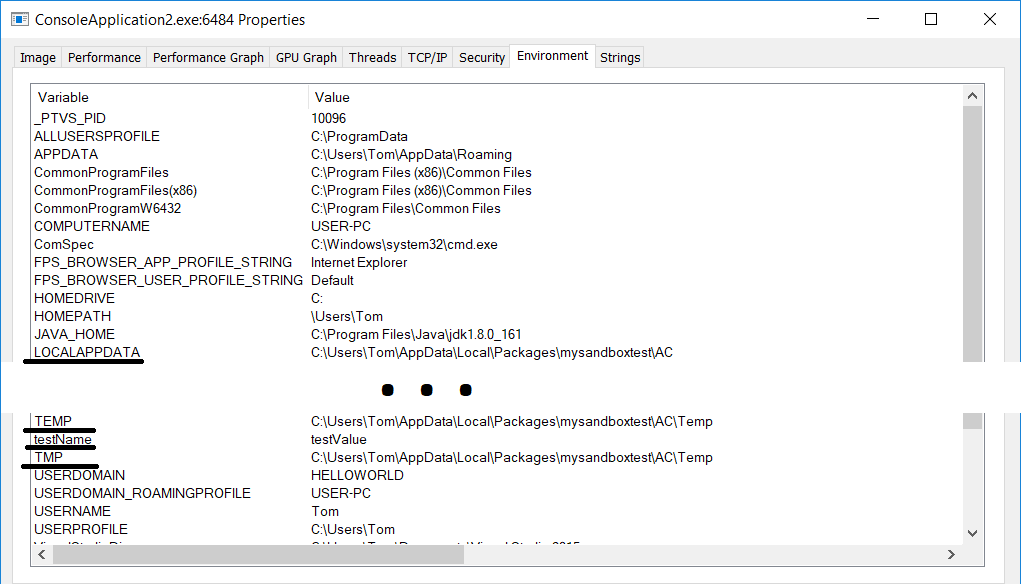 ConsoleApplication2.exe:6484 Properties
Image Performance Performance Graph GPU Graph Threads TCP/IP Security Environment Strings
Variable Value
_PTVS_PID 10096
ALLUSERSPROFILE C:\ProgramData
APPDATA C:\Users\Tom\AppData\Roaming
CommonProgramFiles C:\Program Files (x86)\Common Files
CommonProgramFiles(x86) C:\Program Files (x86)\Common Files
CommonProgramW6432 C:\Program Files\Common Files
COMPUTERNAME USER-PC
ComSpec C:\Windows\system32\cmd.exe
FPS_BROWSER_APP_PROFILE_STRING Internet Explorer
FPS_BROWSER_USER_PROFILE_STRING Default
HOMEDRIVE C:
HOMEPATH \Users\Tom
JAVA_HOME C:\Program Files\Java\jdk1.8.0_161
LOCALAPPDATA C:\Users\Tom\AppData\Local\Packages\mysandboxtest\AC
TEMP C:\Users\Tom\AppData\Local\Packages\mysandboxtest\AC\Temp
testName testValue
TMP C:\Users\Tom\AppData\Local\Packages\mysandboxtest\AC\Temp
USERDOMAIN HELLOWORLD
USERDOMAIN_ROAMINGPROFILE USER-PC
USERNAME Tom
USERPROFILE C:\Users\Tom